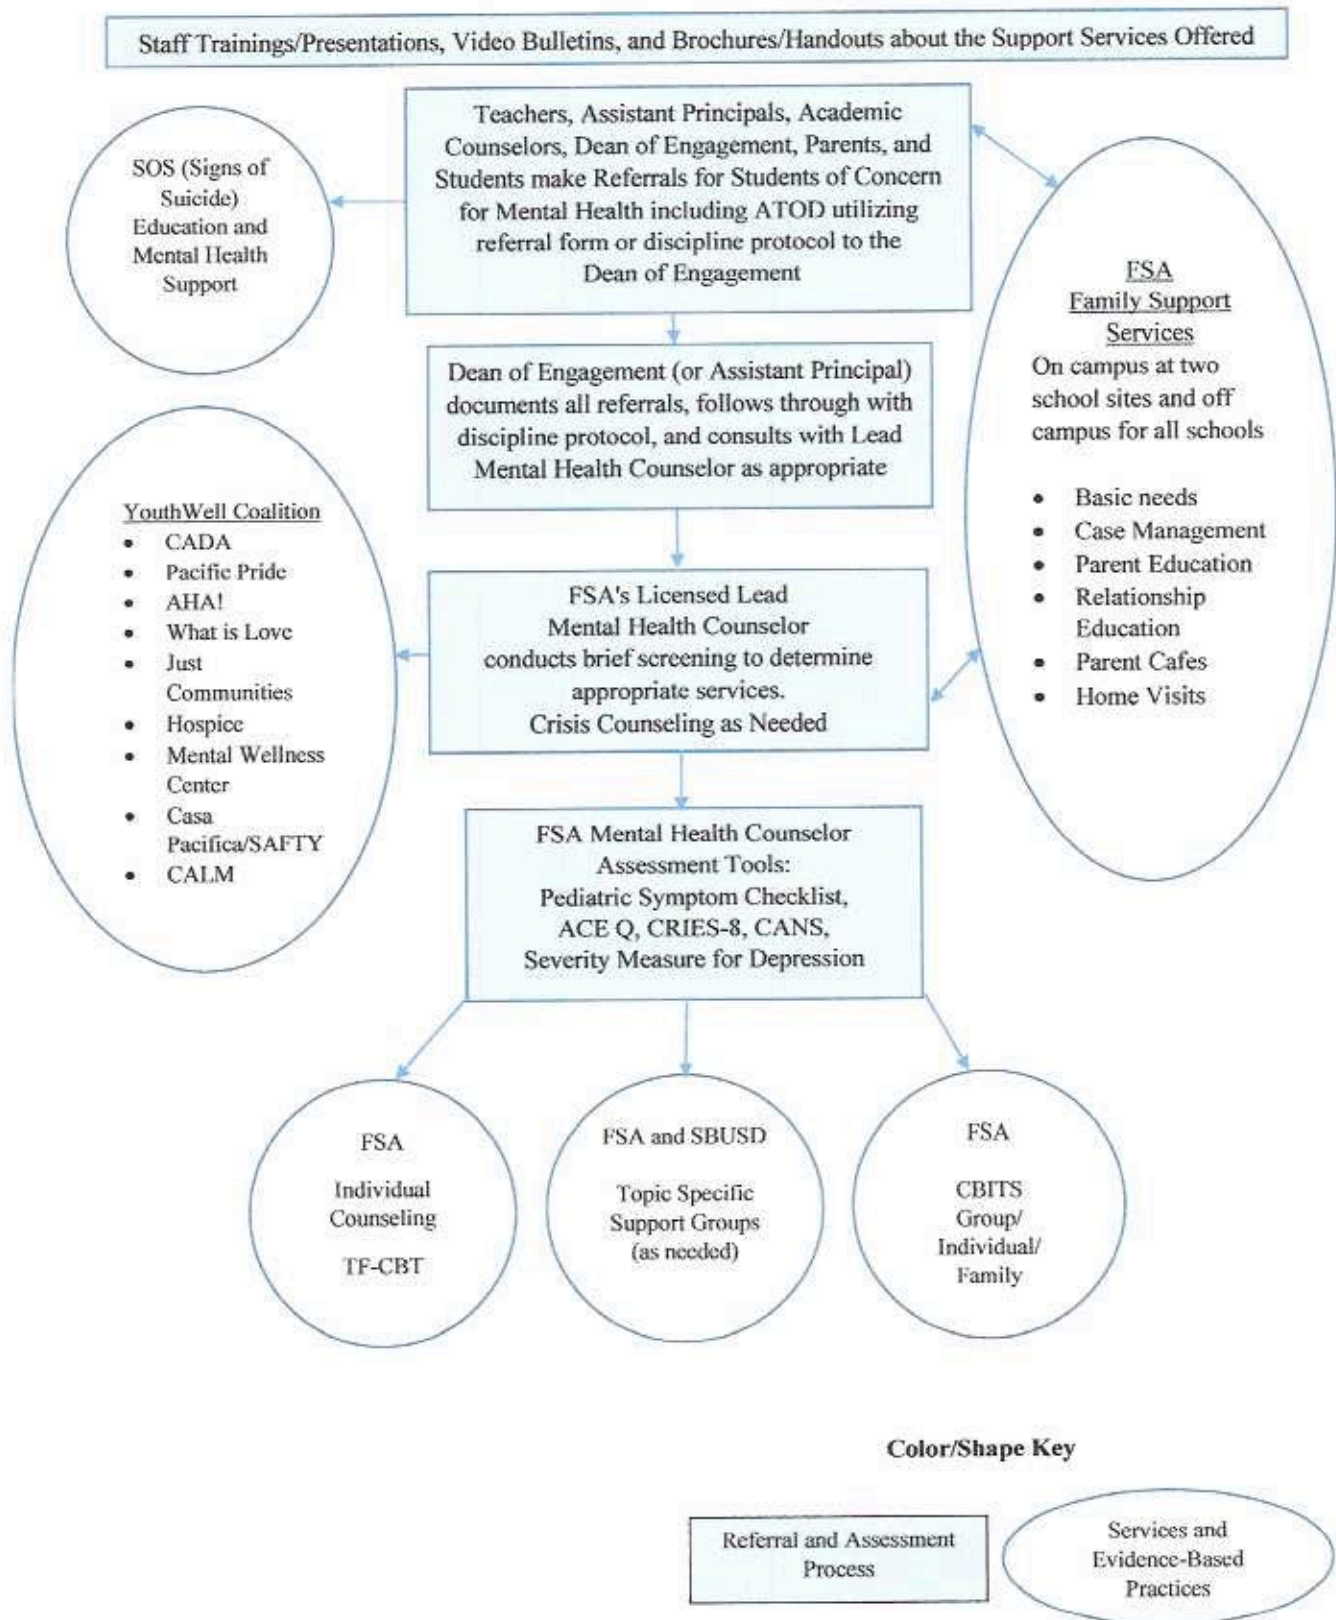 Staff Trainings/Presentations, Video Bulletins, and Brochures/Handouts about the Support Services Offered
Teachers, Assistant Principals, Academic
Counselors, Dean of Engagement, Parents, and
Students make Referrals for Students of Concern
for Mental Health including ATOD utilizing
referral form or discipline protocol to the
Dean of Engagement
SOS (Signs of
Suicide)
Education and
Mental Health
Support
FSA
Family Support
Services
On campus at two
school sites and off
campus for all schools
• Basic needs
• Case Management
• Parent Education
• Relationship
Education
• Parent Cafes
• Home Visits
Dean of Engagement (or Assistant Principal)
documents all referrals, follows through with
discipline protocol, and consults with Lead
Mental Health Counselor as appropriate
YouthWell Coalition
• CADA
• Pacific Pride
• AHA!
• What is Love
• Just
Communities
• Hospice
• Mental Wellness
Center
• Casa
Pacifica/SAFTY
• CALM
FSA's Licensed Lead
Mental Health Counselor
conducts brief screening to determine
appropriate services.
Crisis Counseling as Needed
FSA Mental Health Counselor
Assessment Tools:
Pediatric Symptom Checklist,
ACE Q, CRIES-8, CANS,
Severity Measure for Depression
FSA
Individual
Counseling
TF-CBT
FSA and SBUSD
Topic Specific
Support Groups
(as needed)
FSA
CBITS
Group/
Individual/
Family
Color/Shape Key
Referral and Assessment
Process
Services and
Evidence-Based
Practices